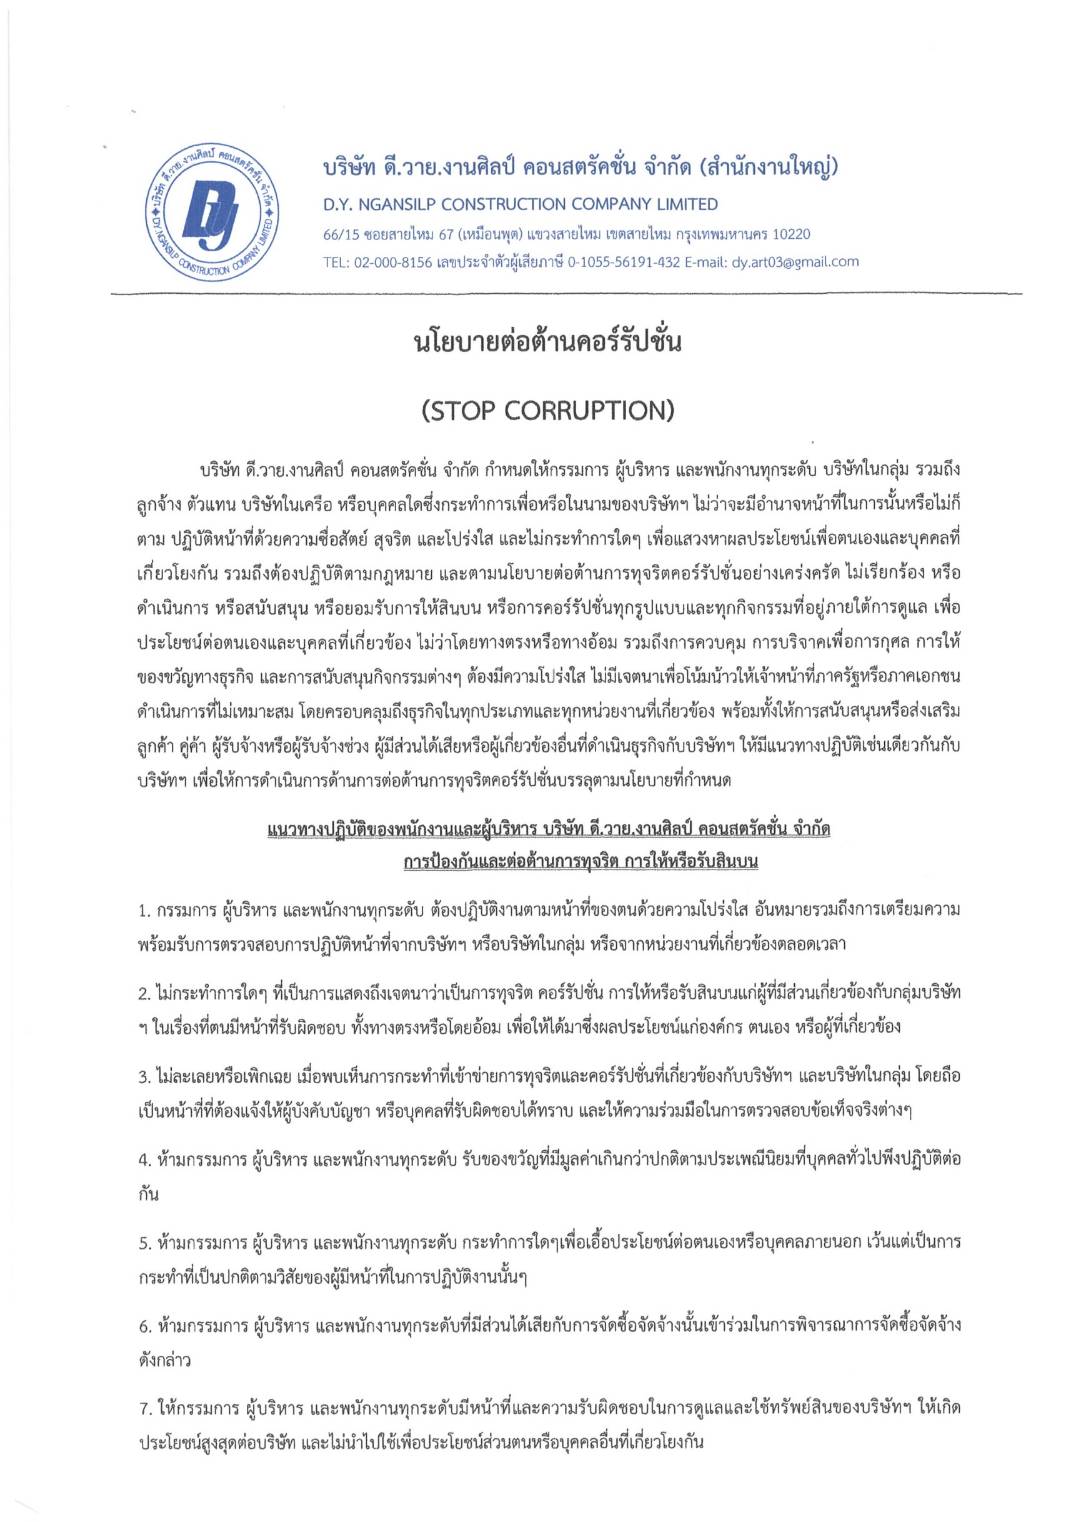 บริษัท ดี.วาย.งานศิลป์ คอนสตรัคชั่น จำกัด
DY
D.Y.NGANSILP CONSTRUCTION COMPANY LIMITED
บริษัท ดี.วาย.งานศิลป์ คอนสตรัคชั่น จำกัด (สำนักงานใหญ่)
D.Y. NGANSILP CONSTRUCTION COMPANY LIMITED
66/15 ซอยสายไหม 67 (เหมือนพุต) แขวงสายไหม เขตสายไหม กรุงเทพมหานคร 10220
TEL: 02-000-8156 เลขประจำตัวผู้เสียภาษี 0-1055-56191-432 E-mail: dy.art03@gmail.com
นโยบายต่อต้านคอร์รัปชั่น
(STOP CORRUPTION)
บริษัท ดี.วาย.งานศิลป์ คอนสตรัคชั่น จำกัด กำหนดให้กรรมการ ผู้บริหาร และพนักงานทุกระดับ บริษัทในกลุ่ม รวมถึง
ลูกจ้าง ตัวแทน บริษัทในเครือ หรือบุคคลใดซึ่งกระทำการเพื่อหรือในนามของบริษัทฯ ไม่ว่าจะมีอำนาจหน้าที่ในการนั้นหรือไม่ก็
ตาม ปฏิบัติหน้าที่ด้วยความซื่อสัตย์ สุจริต และโปร่งใส และไม่กระทำการใดๆ เพื่อแสวงหาผลประโยชน์เพื่อตนเองและบุคคลที่
เกี่ยวโยงกัน รวมถึงต้องปฏิบัติตามกฎหมาย และตามนโยบายต่อต้านการทุจริตคอร์รัปชั่นอย่างเคร่งครัด ไม่เรียกร้อง หรือ
ดำเนินการ หรือสนับสนุน หรือยอมรับการให้สินบน หรือการคอร์รัปชั่นทุกรูปแบบและทุกกิจกรรมที่อยู่ภายใต้การดูแล เพื่อ
ประโยชน์ต่อตนเองและบุคคลที่เกี่ยวข้อง ไม่ว่าโดยทางตรงหรือทางอ้อม รวมถึงการควบคุม การบริจาคเพื่อการกุศล การให้
ของขวัญทางธุรกิจ และการสนับสนุนกิจกรรมต่างๆ ต้องมีความโปร่งใส ไม่มีเจตนาเพื่อโน้มน้าวให้เจ้าหน้าที่ภาครัฐหรือภาคเอกชน
ดำเนินการที่ไม่เหมาะสม โดยครอบคลุมถึงธุรกิจในทุกประเภทและทุกหน่วยงานที่เกี่ยวข้อง พร้อมทั้งให้การสนับสนุนหรือส่งเสริม
ลูกค้า คู่ค้า ผู้รับจ้างหรือผู้รับจ้างช่วง ผู้มีส่วนได้เสียหรือผู้เกี่ยวข้องอื่นที่ดำเนินธุรกิจกับบริษัทฯ ให้มีแนวทางปฏิบัติเช่นเดียวกันกับ
บริษัทฯ เพื่อให้การดำเนินการด้านการต่อต้านการทุจริตคอร์รัปชั่นบรรลุตามนโยบายที่กำหนด
แนวทางปฏิบัติของพนักงานและผู้บริหาร บริษัท ดี.วาย.งานศิลป์ คอนสตรัคชั่น จำกัด
การป้องกันและต่อต้านการทุจริต การให้หรือรับสินบน
1. กรรมการ ผู้บริหาร และพนักงานทุกระดับ ต้องปฏิบัติงานตามหน้าที่ของตนด้วยความโปร่งใส อันหมายรวมถึงการเตรียมความ
พร้อมรับการตรวจสอบการปฏิบัติหน้าที่จากบริษัทฯ หรือบริษัทในกลุ่ม หรือจากหน่วยงานที่เกี่ยวข้องตลอดเวลา
2. ไม่กระทำการใดๆ ที่เป็นการแสดงถึงเจตนาว่าเป็นการทุจริต คอร์รัปชั่น การให้หรือรับสินบนแก่ผู้ที่มีส่วนเกี่ยวข้องกับกลุ่มบริษัท
ฯ ในเรื่องที่ตนมีหน้าที่รับผิดชอบ ทั้งทางตรงหรือโดยอ้อม เพื่อให้ได้มาซึ่งผลประโยชน์แก่องค์กร ตนเอง หรือผู้ที่เกี่ยวข้อง
3. ไม่ละเลยหรือเพิกเฉย เมื่อพบเห็นการกระทำที่เข้าข่ายการทุจริตและคอร์รัปชั่นที่เกี่ยวข้องกับบริษัทฯ และบริษัทในกลุ่ม โดยถือ
เป็นหน้าที่ที่ต้องแจ้งให้ผู้บังคับบัญชา หรือบุคคลที่รับผิดชอบได้ทราบ และให้ความร่วมมือในการตรวจสอบข้อเท็จจริงต่างๆ
4. ห้ามกรรมการ ผู้บริหาร และพนักงานทุกระดับ รับของขวัญที่มีมูลค่าเกินกว่าปกติตามประเพณีนิยมที่บุคคลทั่วไปพึงปฏิบัติต่อ
กัน
5. ห้ามกรรมการ ผู้บริหาร และพนักงานทุกระดับ กระทำการใดๆเพื่อเอื้อประโยชน์ต่อตนเองหรือบุคคลภายนอก เว้นแต่เป็นการ
กระทำที่เป็นปกติตามวิสัยของผู้มีหน้าที่ในการปฏิบัติงานนั้นๆ
6. ห้ามกรรมการ ผู้บริหาร และพนักงานทุกระดับที่มีส่วนได้เสียกับการจัดซื้อจัดจ้างนั้นเข้าร่วมในการพิจารณาการจัดซื้อจัดจ้าง
ดังกล่าว
7. ให้กรรมการ ผู้บริหาร และพนักงานทุกระดับมีหน้าที่และความรับผิดชอบในการดูแลและใช้ทรัพย์สินของบริษัทฯ ให้เกิด
ประโยชน์สูงสุดต่อบริษัท และไม่นำไปใช้เพื่อประโยชน์ส่วนตนหรือบุคคลอื่นที่เกี่ยวโยงกัน